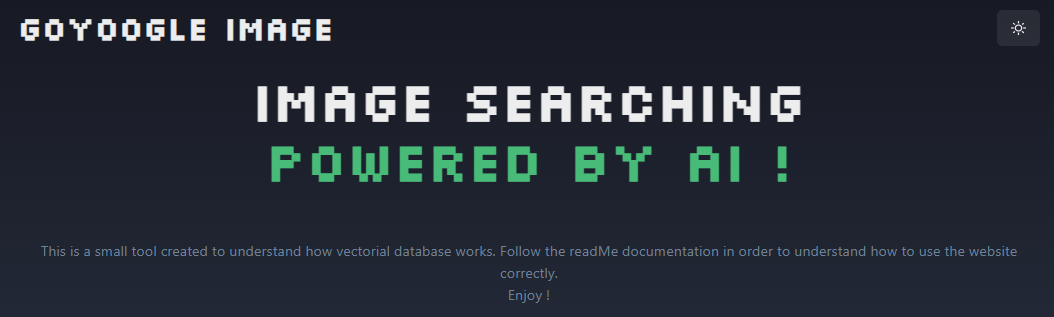 GOYOOGLE IMAGE
IMAGE SEARCHING
POWERED BY AI !
This is a small tool created to understand how vectorial database works. Follow the readMe documentation in order to understand how to use the website
correctly.
Enjoy !